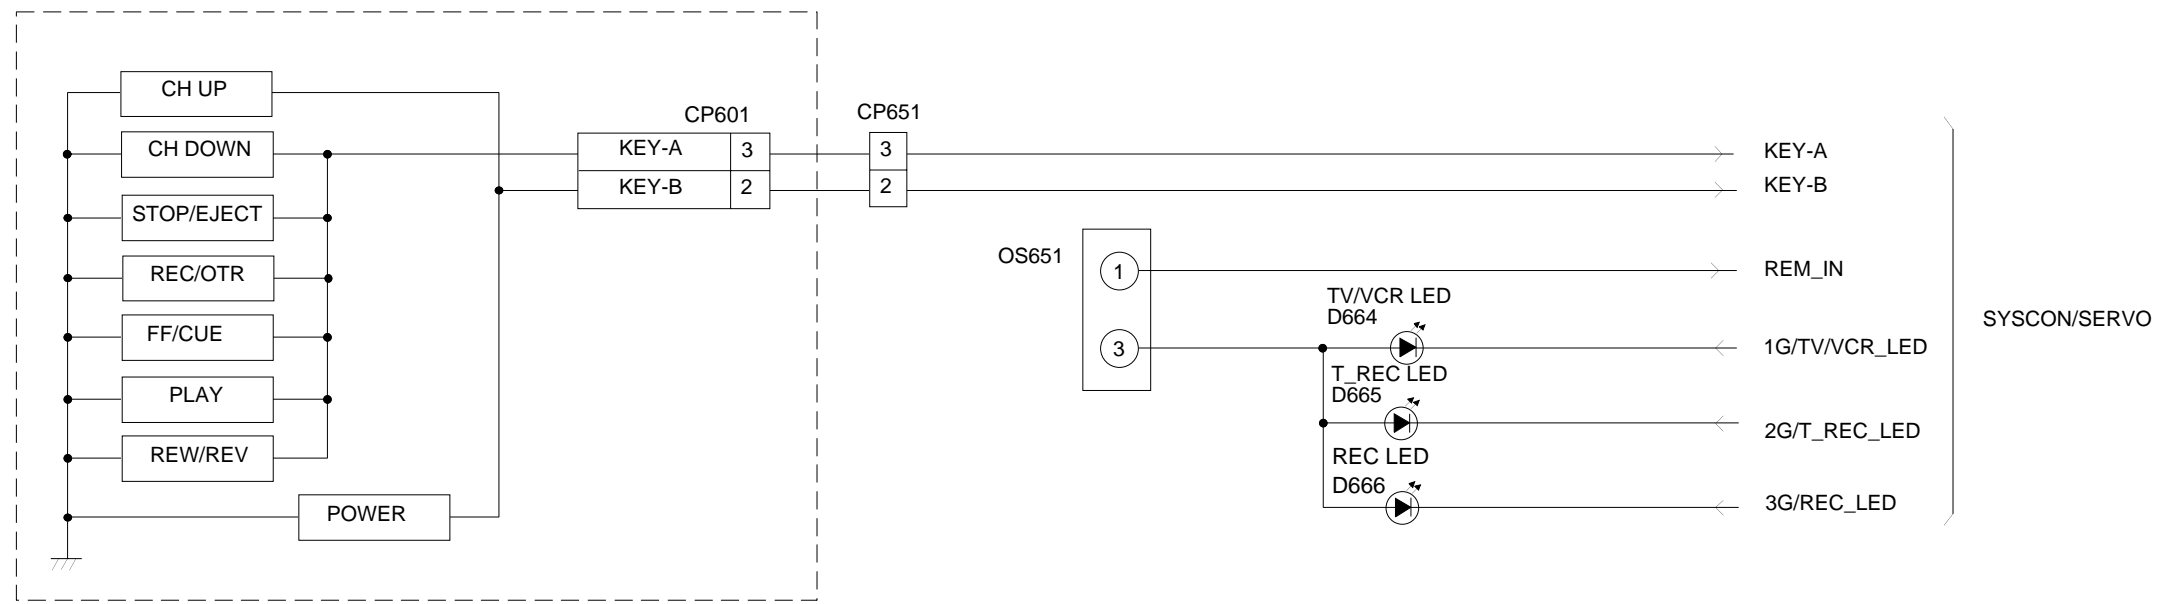 CH UP
CH DOWN
STOP/EJECT
REC/OTR
FF/CUE
PLAY
REW/REV
POWER
CP601
KEY-A 3
KEY-B 2
CP651
3
2
KEY-A
KEY-B
OS651
1
3
REM_IN
TV/VCR LED
D664
1G/TV/VCR_LED
T_REC LED
D665
2G/T_REC_LED
REC LED
D666
3G/REC_LED
SYSCON/SERVO